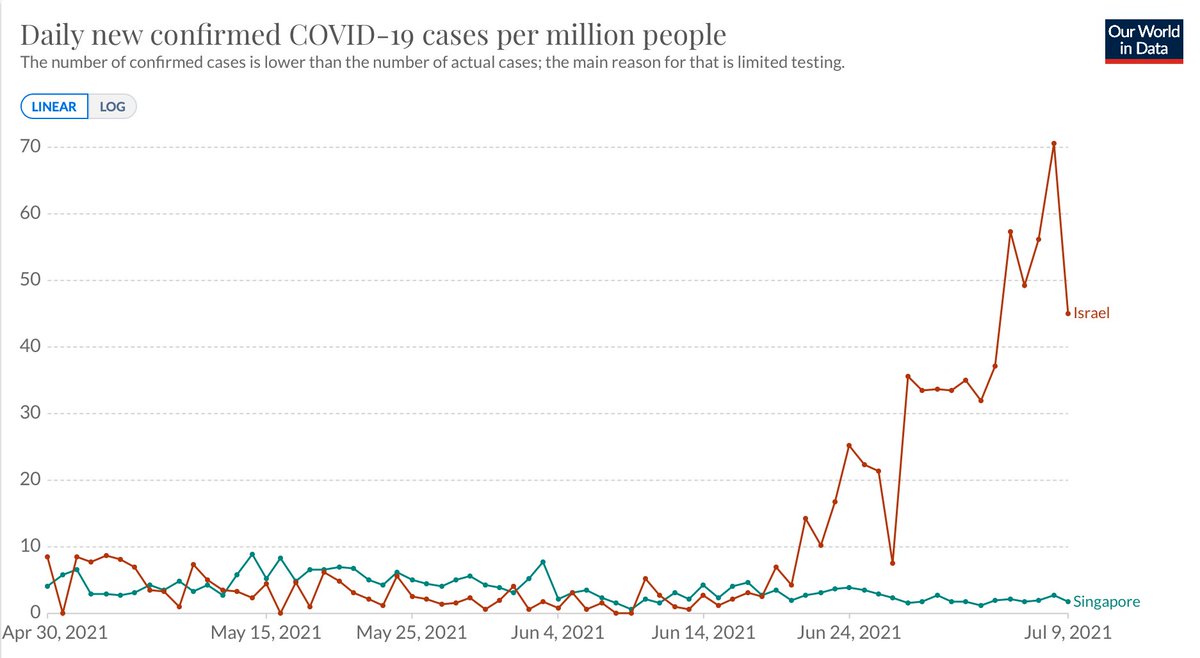 Daily new confirmed COVID-19 cases per million people
Our World
in Data
The number of confirmed cases is lower than the number of actual cases; the main reason for that is limited testing.
LINEAR LOG
70
60
50
40
30
20
10
0
Israel
Singapore
Apr 30, 2021 May 15, 2021 May 25, 2021 Jun 4, 2021 Jun 14, 2021 Jun 24, 2021 Jul 9, 2021